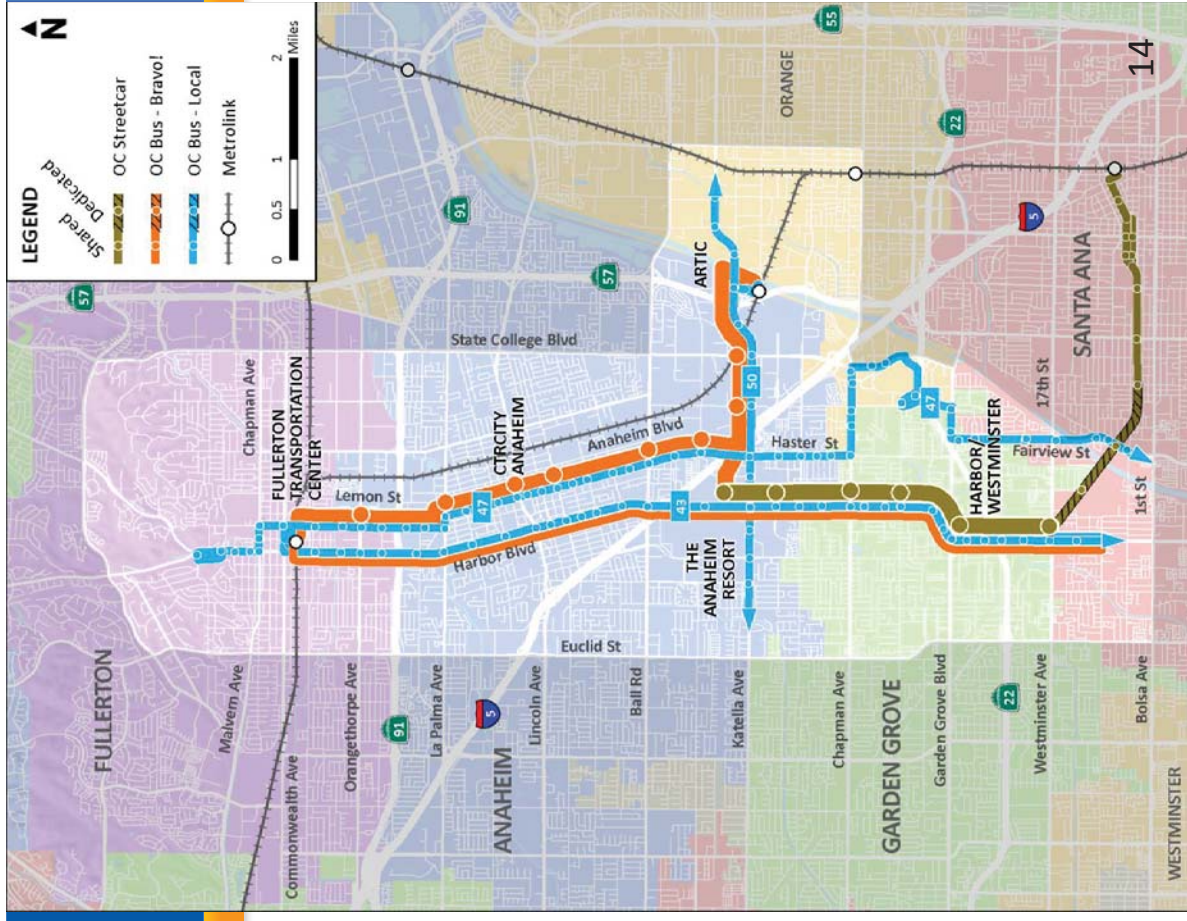 N
LEGEND
Shared
Dedicated
OC Streetcar
OC Bus - Bravo!
OC Bus - Local
Metrolink
0
0.5
1
2
Miles
57
91
57
55
22
5
91
5
22
FULLERTON
ANAHEIM
GARDEN GROVE
WESTMINSTER
ORANGE
SANTA ANA
Chapman Ave
Malvern Ave
Commonwealth Ave
Orangethorpe Ave
La Palma Ave
Lincoln Ave
Ball Rd
Katella Ave
Chapman Ave
Garden Grove Blvd
Westminster Ave
Bolsa Ave
17th St
1st St
Euclid St
Harbor Blvd
Lemon St
Anaheim Blvd
State College Blvd
Haster St
Fairview St
FULLERTON
TRANSPORTATION
CENTER
CTRCITY
ANAHEIM
ARTIC
THE
ANAHEIM
RESORT
HARBOR/
WESTMINSTER
47
43
50
47
14